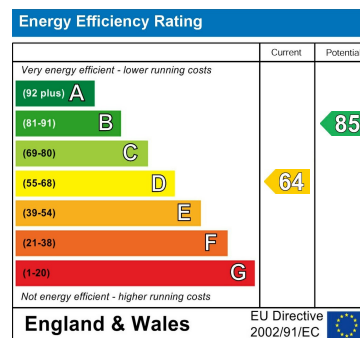 Energy Efficiency Rating
Current Potential
Very energy efficient - lower running costs
(92 plus) A
(81-91) B 85
(69-80) C
(55-68) D 64
(39-54) E
(21-38) F
(1-20) G
Not energy efficient - higher running costs
England & Wales
EU Directive
2002/91/EC